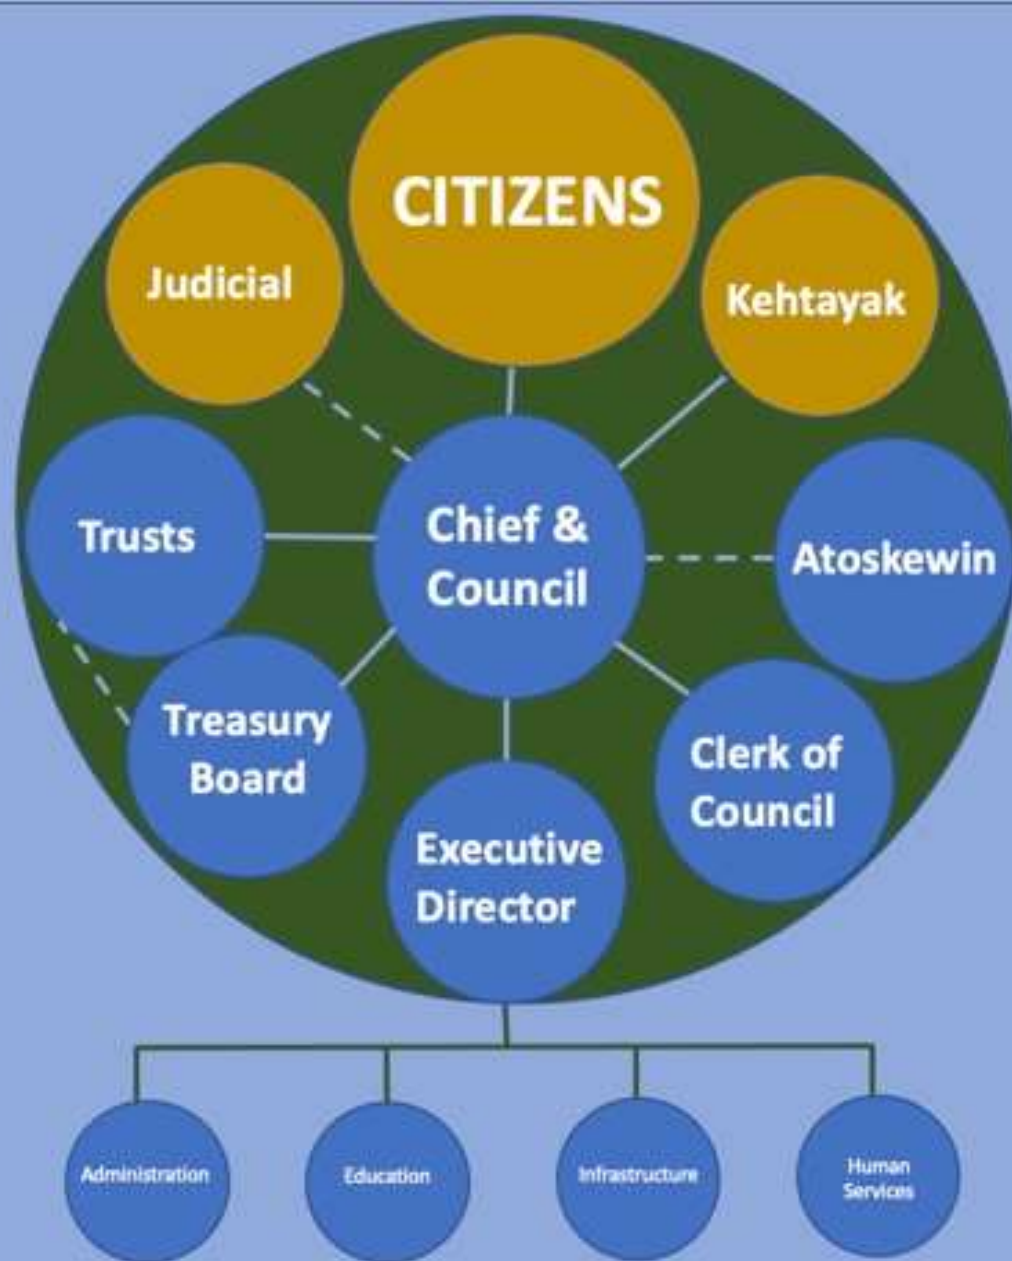 CITIZENS
Judicial
Kehtayak
Trusts
Chief &
Council
Atoskewin
Treasury
Board
Clerk of
Council
Executive
Director
Administration
Education
Infrastructure
Human
Services